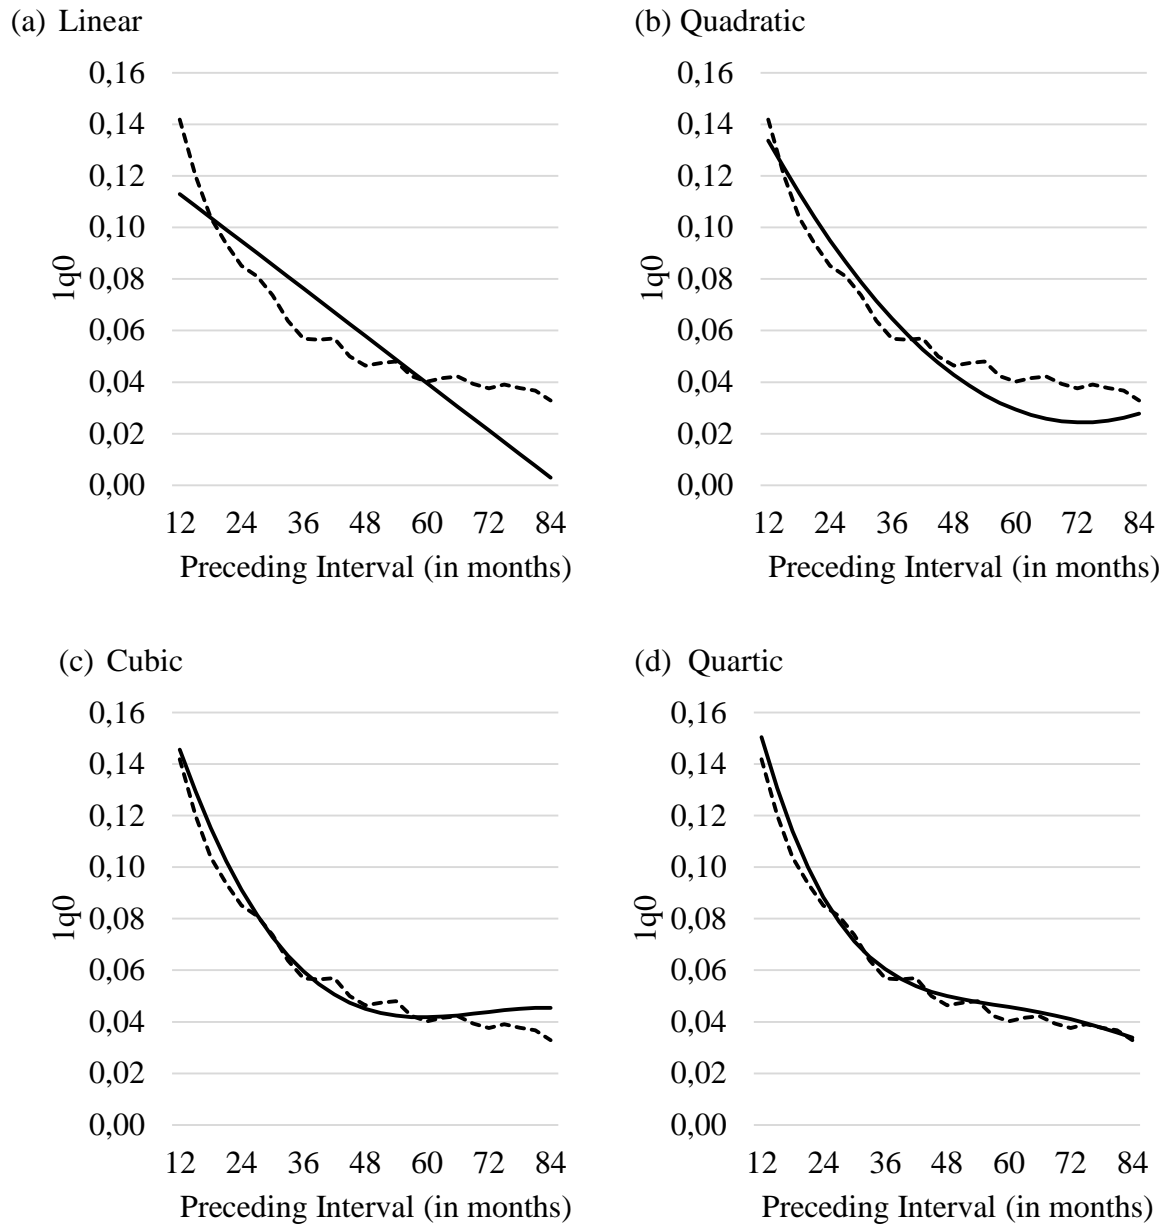 (a) Linear
0,16
0,14
0,12
0,10
0,08
0,06
0,04
0,02
0,00
1q0
12 24 36 48 60 72 84
Preceding Interval (in months)
(b) Quadratic
0,16
0,14
0,12
0,10
0,08
0,06
0,04
0,02
0,00
1q0
12 24 36 48 60 72 84
Preceding Interval (in months)
(c) Cubic
0,16
0,14
0,12
0,10
0,08
0,06
0,04
0,02
0,00
1q0
12 24 36 48 60 72 84
Preceding Interval (in months)
(d) Quartic
0,16
0,14
0,12
0,10
0,08
0,06
0,04
0,02
0,00
1q0
12 24 36 48 60 72 84
Preceding Interval (in months)